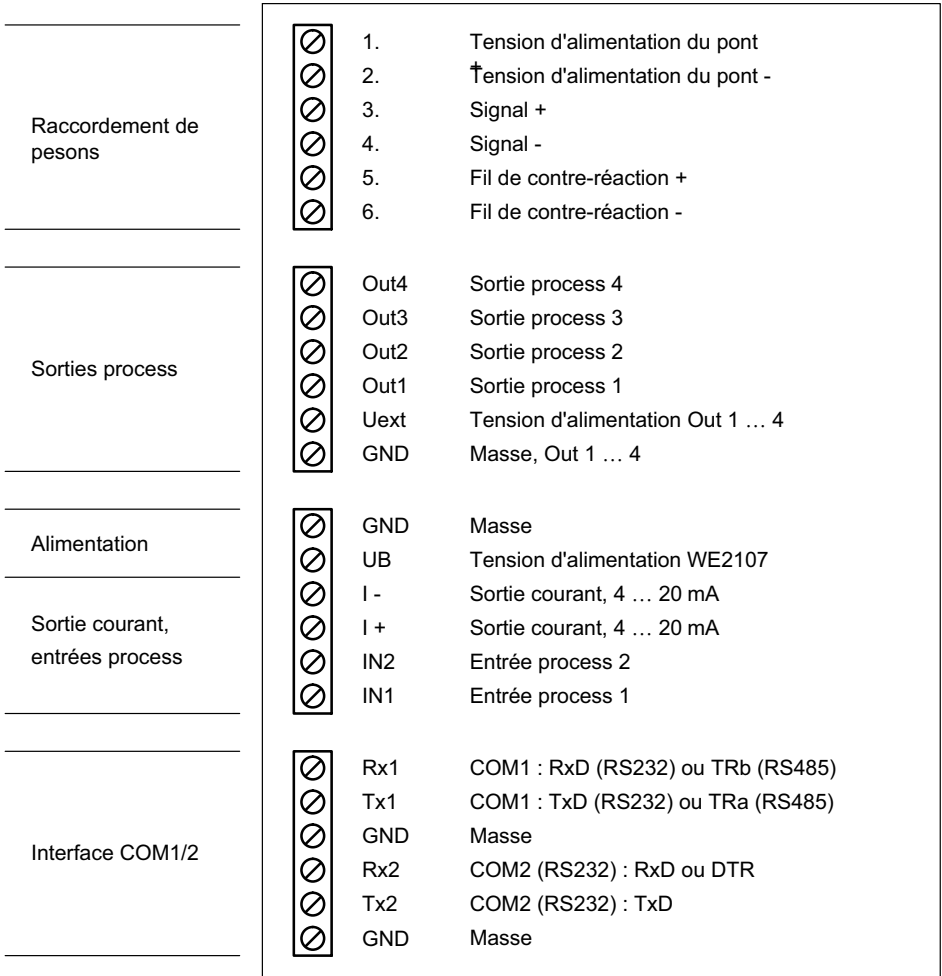 Raccordement de
pesons
1. Tension d'alimentation du pont
+
2. Tension d'alimentation du pont -
3. Signal +
4. Signal -
5. Fil de contre-réaction +
6. Fil de contre-réaction -
Sorties process
Out4 Sortie process 4
Out3 Sortie process 3
Out2 Sortie process 2
Out1 Sortie process 1
Uext Tension d'alimentation Out 1 … 4
GND Masse, Out 1 … 4
Alimentation
GND Masse
UB Tension d'alimentation WE2107
Sortie courant,
entrées process
I - Sortie courant, 4 … 20 mA
I + Sortie courant, 4 … 20 mA
IN2 Entrée process 2
IN1 Entrée process 1
Interface COM1/2
Rx1 COM1 : RxD (RS232) ou TRb (RS485)
Tx1 COM1 : TxD (RS232) ou TRa (RS485)
GND Masse
Rx2 COM2 (RS232) : RxD ou DTR
Tx2 COM2 (RS232) : TxD
GND Masse